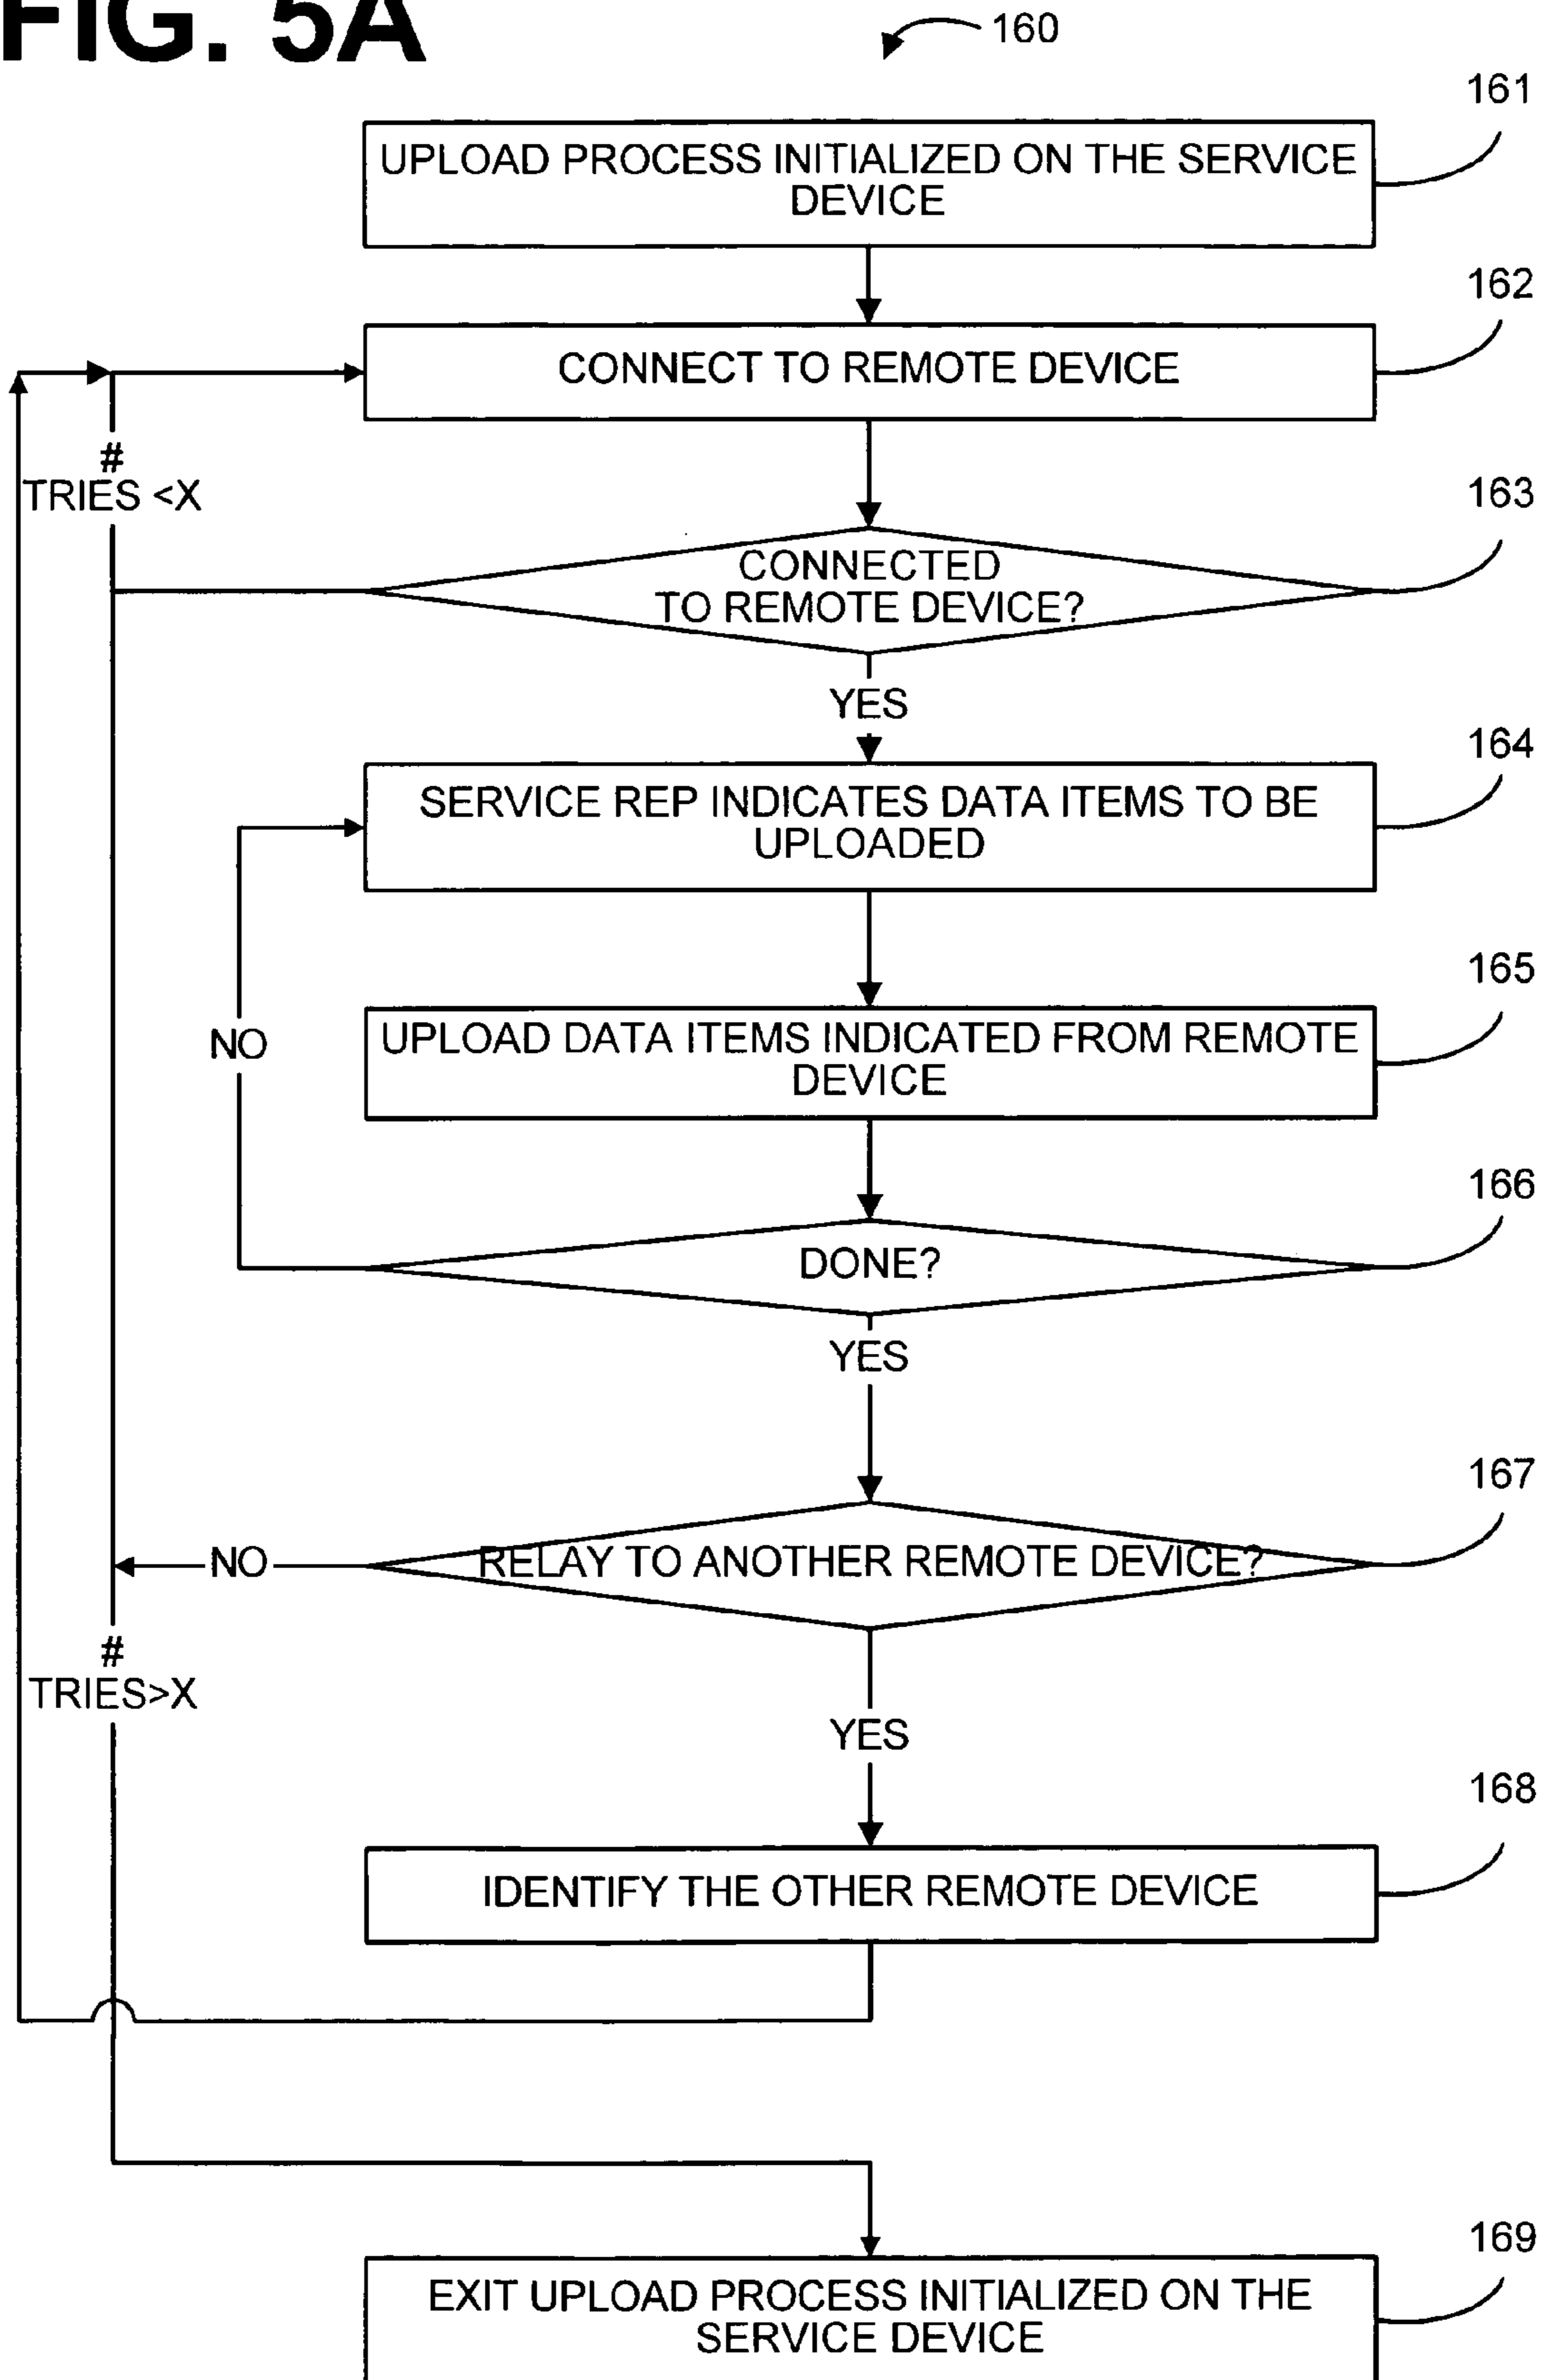 FIG. 5A
160
161
UPLOAD PROCESS INITIALIZED ON THE SERVICE
DEVICE
162
CONNECT TO REMOTE DEVICE
#
TRIES <X
163
CONNECTED
TO REMOTE DEVICE?
YES
164
SERVICE REP INDICATES DATA ITEMS TO BE
UPLOADED
165
NO
UPLOAD DATA ITEMS INDICATED FROM REMOTE
DEVICE
166
DONE?
YES
167
NO
RELAY TO ANOTHER REMOTE DEVICE?
#
TRIES>X
YES
168
IDENTIFY THE OTHER REMOTE DEVICE
169
EXIT UPLOAD PROCESS INITIALIZED ON THE
SERVICE DEVICE